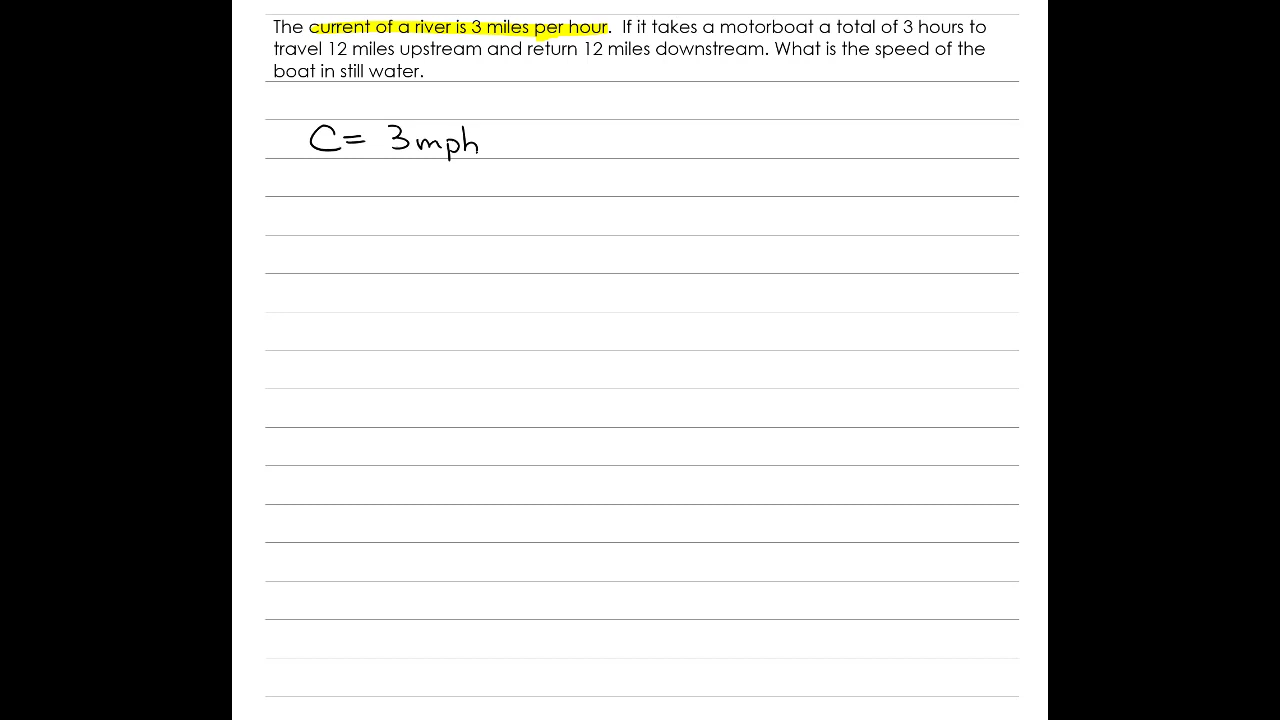 The current of a river is 3 miles per hour. If it takes a motorboat a total of 3 hours to
travel 12 miles upstream and return 12 miles downstream. What is the speed of the
boat in still water.
C= 3mph